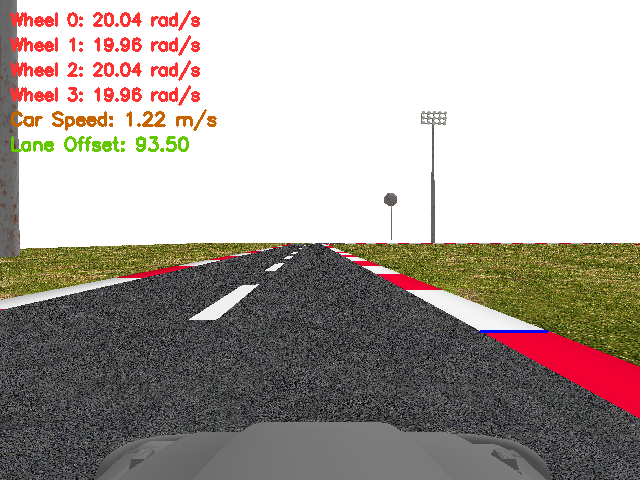 Wheel 0: 20.04 rad/s
Wheel 1: 19.96 rad/s
Wheel 2: 20.04 rad/s
Wheel 3: 19.96 rad/s
Car Speed: 1.22 m/s
Lane Offset: 93.50